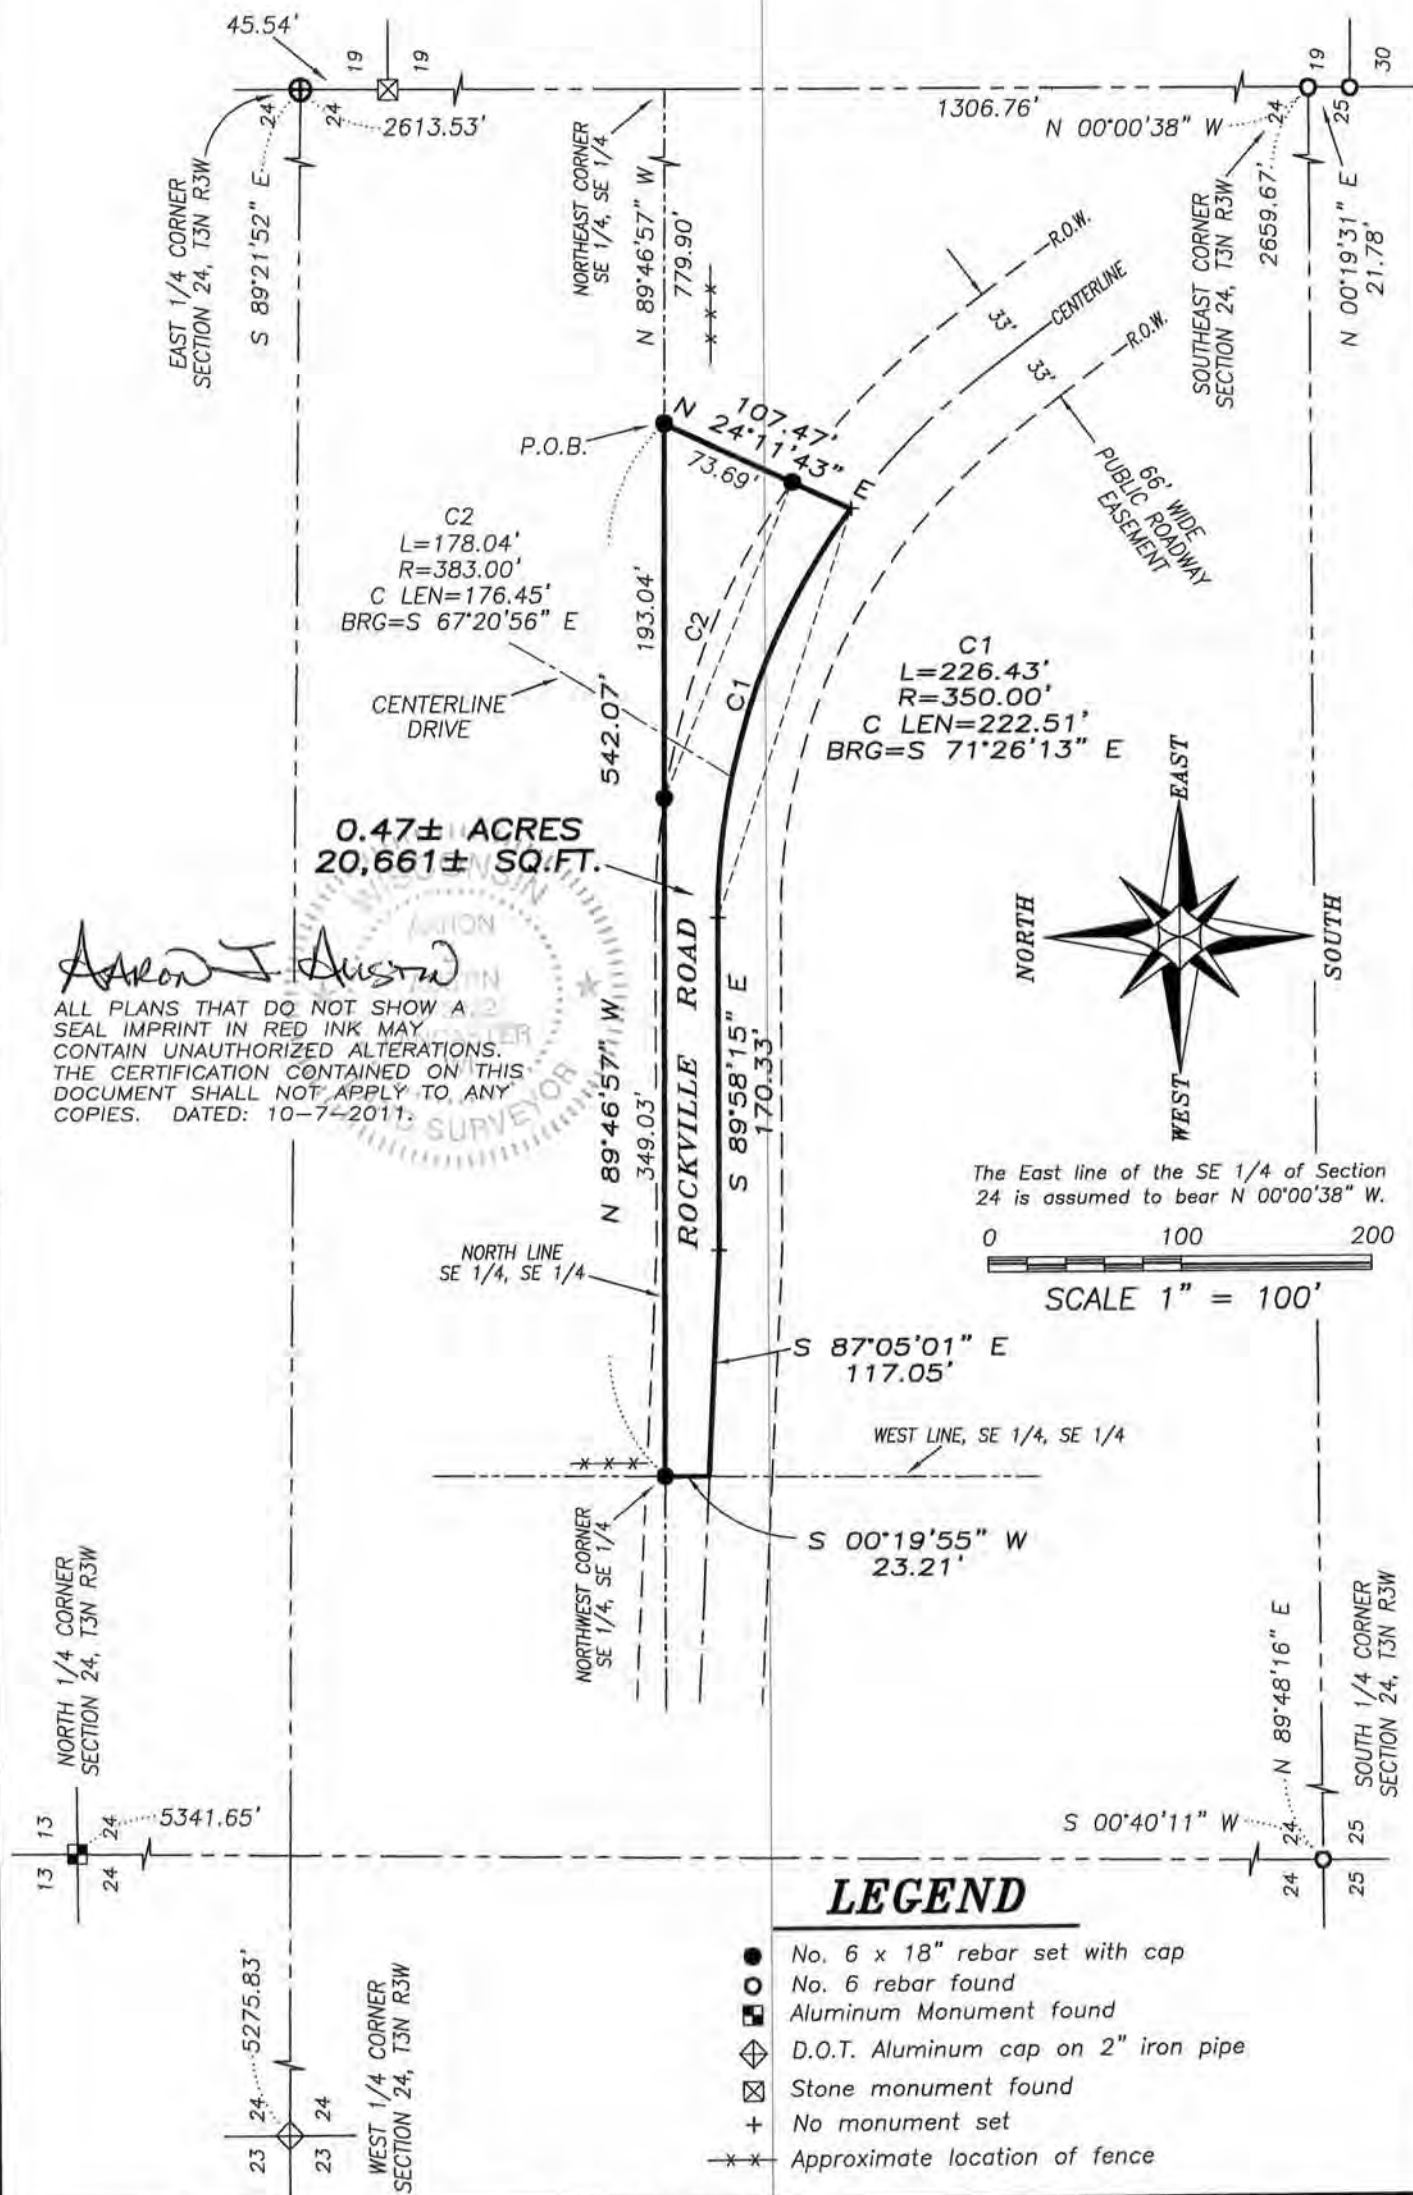 45.54'
19
19
24
24
2613.53'
EAST 1/4 CORNER
SECTION 24, T3N R3W
S 89°21'52" E
NORTHEAST CORNER
SE 1/4, SE 1/4
N 89°46'57" W
779.90'
1306.76'
N 00°00'38" W
19
30
24
25
SOUTHEAST CORNER
SECTION 24, T3N R3W
2659.67'
N 00°19'31" E
21.78'
R.O.W.
33'
CENTERLINE
33'
R.O.W.
66' WIDE
PUBLIC ROADWAY
EASEMENT
P.O.B.
N 24°11'43" E
107.47'
73.69'
C2
L=178.04'
R=383.00'
C LEN=176.45'
BRG=S 67°20'56" E
CENTERLINE
DRIVE
193.04'
542.07'
C2
C1
C1
L=226.43'
R=350.00'
C LEN=222.51'
BRG=S 71°26'13" E
0.47± ACRES
20,661± SQ.FT.
EAST
NORTH
SOUTH
WEST
WISCONSIN
AARON
LANCASTER
SURVEYOR
AARON J. AUSTIN
ALL PLANS THAT DO NOT SHOW A
SEAL IMPRINT IN RED INK MAY
CONTAIN UNAUTHORIZED ALTERATIONS.
THE CERTIFICATION CONTAINED ON THIS
DOCUMENT SHALL NOT APPLY TO ANY
COPIES. DATED: 10-7-2011.
N 89°46'57" W
349.03'
ROCKVILLE ROAD
S 89°58'15" E
170.33'
The East line of the SE 1/4 of Section
24 is assumed to bear N 00°00'38" W.
0 100 200
SCALE 1" = 100'
NORTH LINE
SE 1/4, SE 1/4
S 87°05'01" E
117.05'
WEST LINE, SE 1/4, SE 1/4
NORTHWEST CORNER
SE 1/4, SE 1/4
S 00°19'55" W
23.21'
NORTH 1/4 CORNER
SECTION 24, T3N R3W
13
13
24
24
5341.65'
N 89°48'16" E
SOUTH 1/4 CORNER
SECTION 24, T3N R3W
S 00°40'11" W
24
25
24
25
5275.83'
24
24
23
23
WEST 1/4 CORNER
SECTION 24, T3N R3W
LEGEND
No. 6 x 18" rebar set with cap
No. 6 rebar found
Aluminum Monument found
D.O.T. Aluminum cap on 2" iron pipe
Stone monument found
No monument set
Approximate location of fence